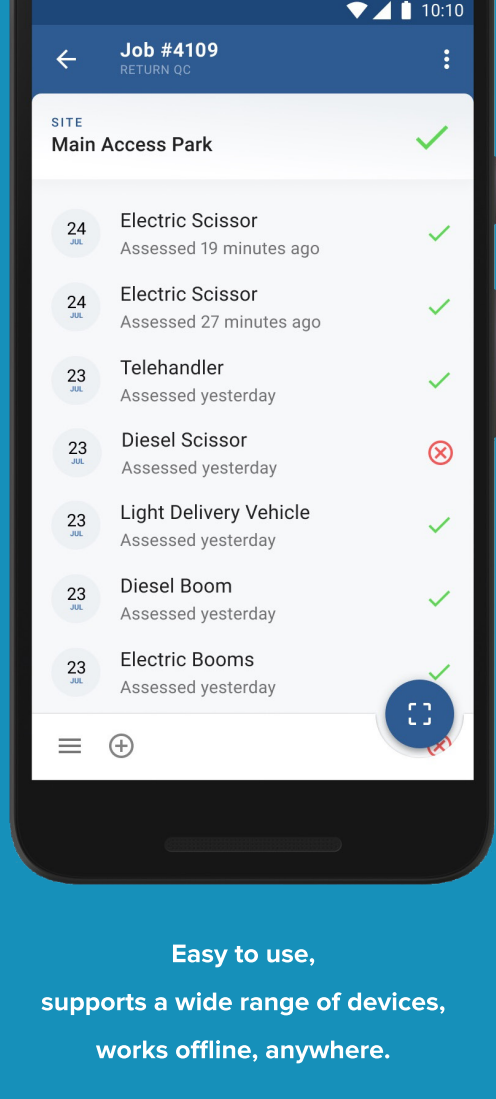 10:10
Job #4109
RETURN QC
SITE
Main Access Park
24
JUL
Electric Scissor
Assessed 19 minutes ago
24
JUL
Electric Scissor
Assessed 27 minutes ago
23
JUL
Telehandler
Assessed yesterday
23
JUL
Diesel Scissor
Assessed yesterday
23
JUL
Light Delivery Vehicle
Assessed yesterday
23
JUL
Diesel Boom
Assessed yesterday
23
JUL
Electric Booms
Assessed yesterday
Easy to use,
supports a wide range of devices,
works offline, anywhere.